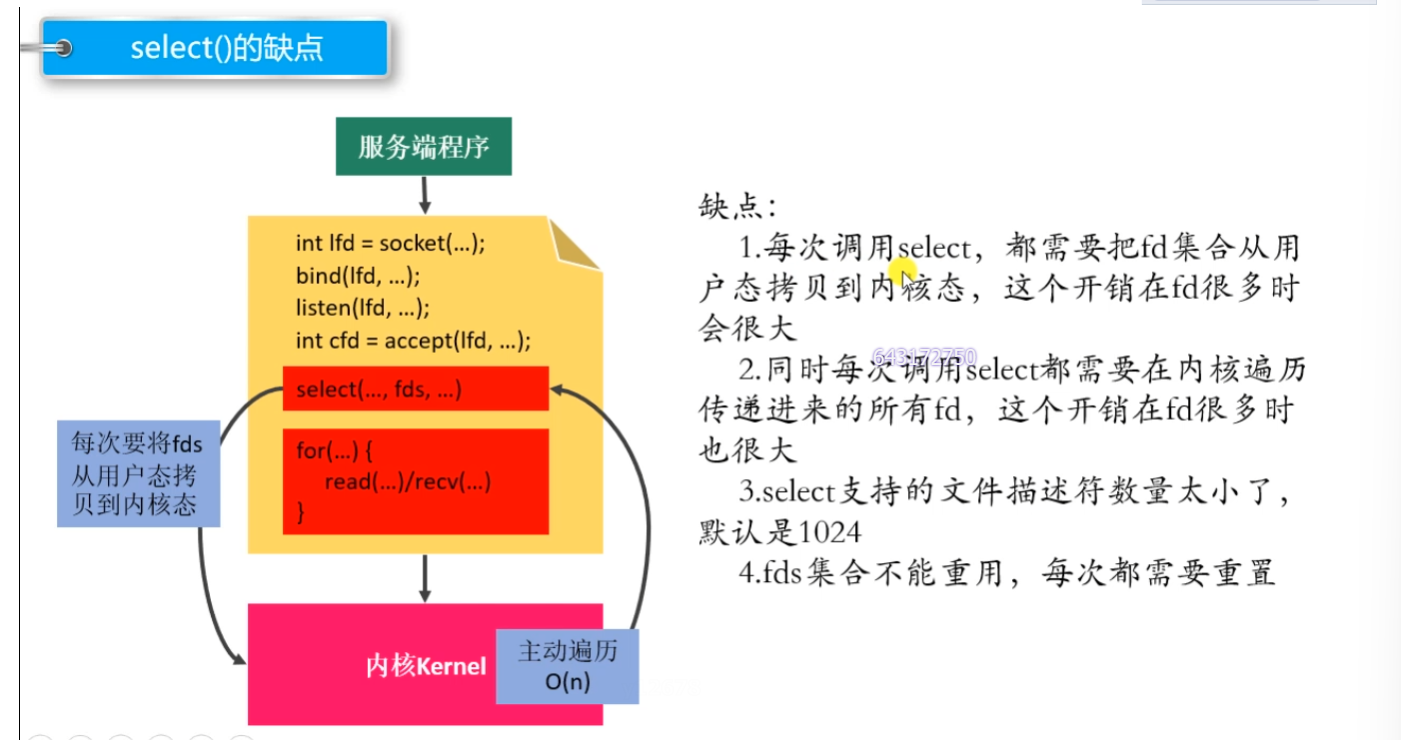 select()的缺点
服务端程序
int lfd = socket(...);
bind(lfd, ...);
listen(lfd, ...);
int cfd = accept(lfd, ...);
select(..., fds, ...)
for(...) {
read(...)/recv(...)
}
每次要将fds
从用户态拷
贝到内核态
内核Kernel
主动遍历
O(n)
缺点：
1.每次调用select，都需要把fd集合从用
户态拷贝到内核态，这个开销在fd很多时
会很大
643172750
2.同时每次调用select都需要在内核遍历
传递进来的所有fd，这个开销在fd很多时
也很大
3.select支持的文件描述符数量太小了，
默认是1024
4.fds集合不能重用，每次都需要重置